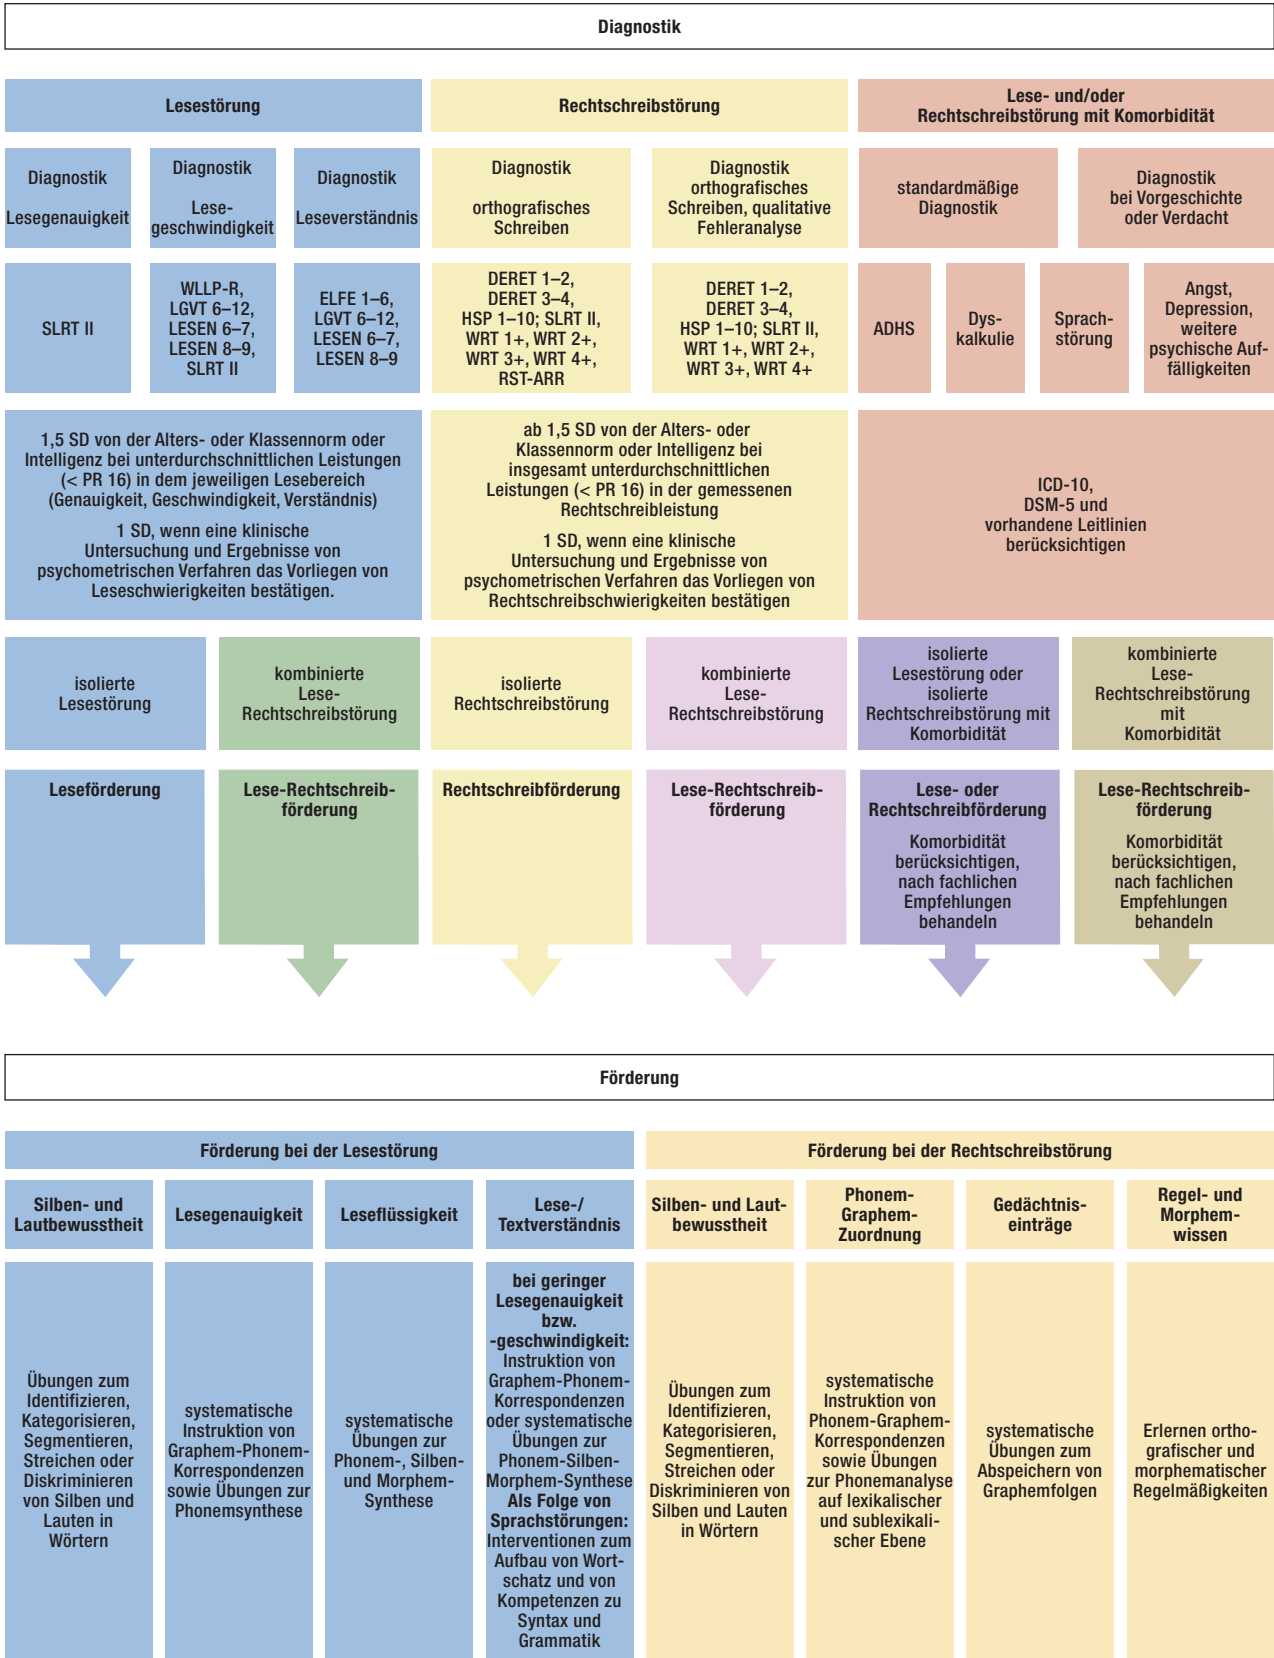 Diagnostik
Lesestörung
Rechtschreibstörung
Lese- und/oder
Rechtschreibstörung mit Komorbidität
Diagnostik
Lesegenauigkeit
Diagnostik
Lese-
geschwindigkeit
Diagnostik
Leseverständnis
Diagnostik
orthografisches
Schreiben
Diagnostik
orthografisches
Schreiben, qualitative
Fehleranalyse
standardmäßige
Diagnostik
Diagnostik
bei Vorgeschichte
oder Verdacht
SLRT II
WLLP-R,
LGVT 6–12,
LESEN 6–7,
LESEN 8–9,
SLRT II
ELFE 1–6,
LGVT 6–12,
LESEN 6–7,
LESEN 8–9
DERET 1–2,
DERET 3–4,
HSP 1–10; SLRT II,
WRT 1+, WRT 2+,
WRT 3+, WRT 4+,
RST-ARR
DERET 1–2,
DERET 3–4,
HSP 1–10; SLRT II,
WRT 1+, WRT 2+,
WRT 3+, WRT 4+
ADHS
Dys-
kalkulie
Sprach-
störung
Angst,
Depression,
weitere
psychische Auf-
fälligkeiten
1,5 SD von der Alters- oder Klassennorm oder
Intelligenz bei unterdurchschnittlichen Leistungen
(< PR 16) in dem jeweiligen Lesebereich
(Genauigkeit, Geschwindigkeit, Verständnis)
1 SD, wenn eine klinische
Untersuchung und Ergebnisse von
psychometrischen Verfahren das Vorliegen von
Leseschwierigkeiten bestätigen.
ab 1,5 SD von der Alters- oder
Klassennorm oder Intelligenz bei
insgesamt unterdurchschnittlichen
Leistungen (< PR 16) in der gemessenen
Rechtschreibleistung
1 SD, wenn eine klinische
Untersuchung und Ergebnisse von
psychometrischen Verfahren das Vorliegen von
Rechtschreibschwierigkeiten bestätigen
ICD-10,
DSM-5 und
vorhandene Leitlinien
berücksichtigen
isolierte
Lesestörung
kombinierte
Lese-
Rechtschreibstörung
isolierte
Rechtschreibstörung
kombinierte
Lese-
Rechtschreibstörung
isolierte
Lesestörung oder
isolierte
Rechtschreibstörung mit
Komorbidität
kombinierte
Lese-
Rechtschreibstörung
mit
Komorbidität
Leseförderung
Lese-Rechtschreib-
förderung
Rechtschreibförderung
Lese-Rechtschreib-
förderung
Lese- oder
Rechtschreibförderung
Komorbidität
berücksichtigen,
nach fachlichen
Empfehlungen
behandeln
Lese-Rechtschreib-
förderung
Komorbidität
berücksichtigen,
nach fachlichen
Empfehlungen
behandeln
Förderung
Förderung bei der Lesestörung
Förderung bei der Rechtschreibstörung
Silben- und
Lautbewusstheit
Lesegenauigkeit
Leseflüssigkeit
Lese-/
Textverständnis
Silben- und Laut-
bewusstheit
Phonem-
Graphem-
Zuordnung
Gedächtnis-
einträge
Regel- und
Morphem-
wissen
Übungen zum
Identifizieren,
Kategorisieren,
Segmentieren,
Streichen oder
Diskriminieren
von Silben und
Lauten in
Wörtern
systematische
Instruktion von
Graphem-Phonem-
Korrespondenzen
sowie Übungen zur
Phonemsynthese
systematische
Übungen zur
Phonem-, Silben-
und Morphem-
Synthese
bei geringer
Lesegenauigkeit
bzw.
-geschwindigkeit:
Instruktion von
Graphem-Phonem-
Korrespondenzen
oder systematische
Übungen zur
Phonem-Silben-
Morphem-Synthese
Als Folge von
Sprachstörungen:
Interventionen zum
Aufbau von Wort-
schatz und von
Kompetenzen zu
Syntax und
Grammatik
Übungen zum
Identifizieren,
Kategorisieren,
Segmentieren,
Streichen oder
Diskriminieren von
Silben und Lauten
in Wörtern
systematische
Instruktion von
Phonem-Graphem-
Korrespondenzen
sowie Übungen
zur Phonemanalyse
auf lexikalischer
und sublexikali-
scher Ebene
systematische
Übungen zum
Abspeichern von
Graphemfolgen
Erlernen ortho-
grafischer und
morphematischer
Regelmäßigkeiten